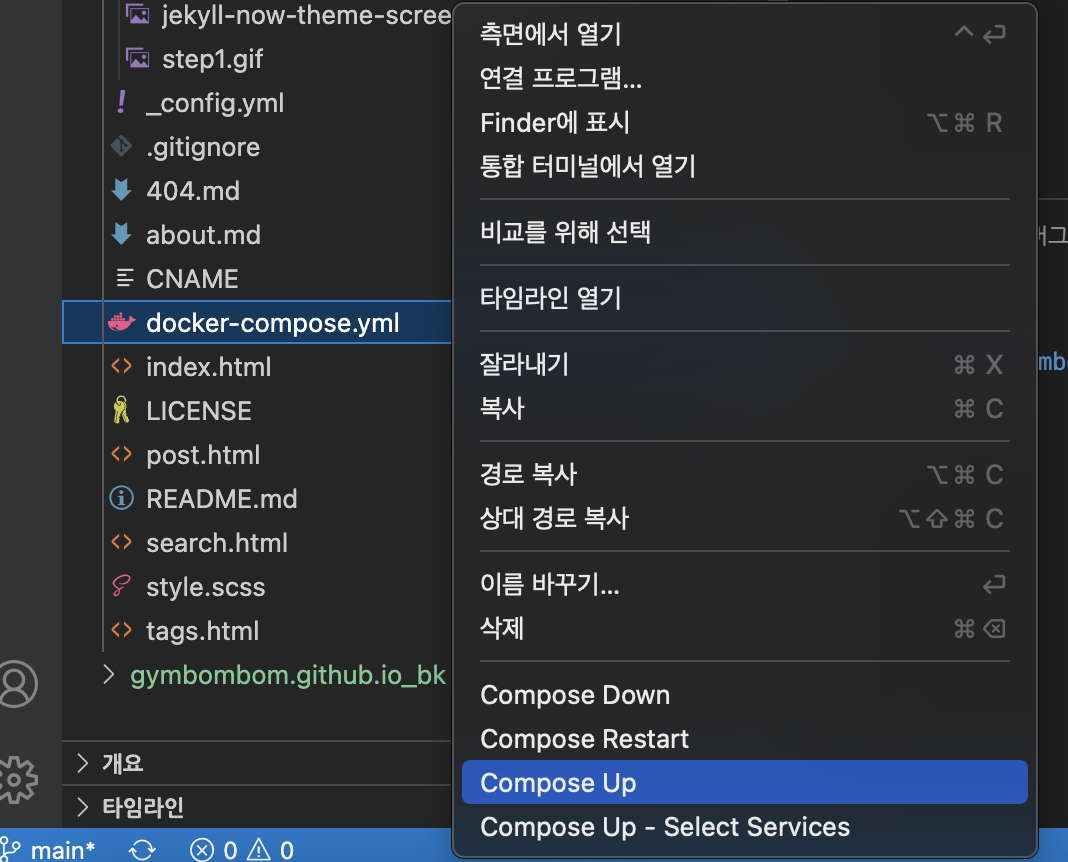 jekyll-now-theme-scree
step1.gif
_config.yml
.gitignore
404.md
about.md
CNAME
docker-compose.yml
index.html
LICENSE
post.html
README.md
search.html
style.scss
tags.html
gymbombom.github.io_bk
개요
타임라인
main*
0
0
측면에서 열기 ^ ⏎
연결 프로그램...
Finder에 표시 ⌥⌘ R
통합 터미널에서 열기
비교를 위해 선택
타임라인 열기
잘라내기 ⌘ X
복사 ⌘ C
경로 복사 ⌥⌘ C
상대 경로 복사 ⌥⇧⌘ C
이름 바꾸기... ⏎
삭제 ⌘ ⌫
Compose Down
Compose Restart
Compose Up
Compose Up - Select Services